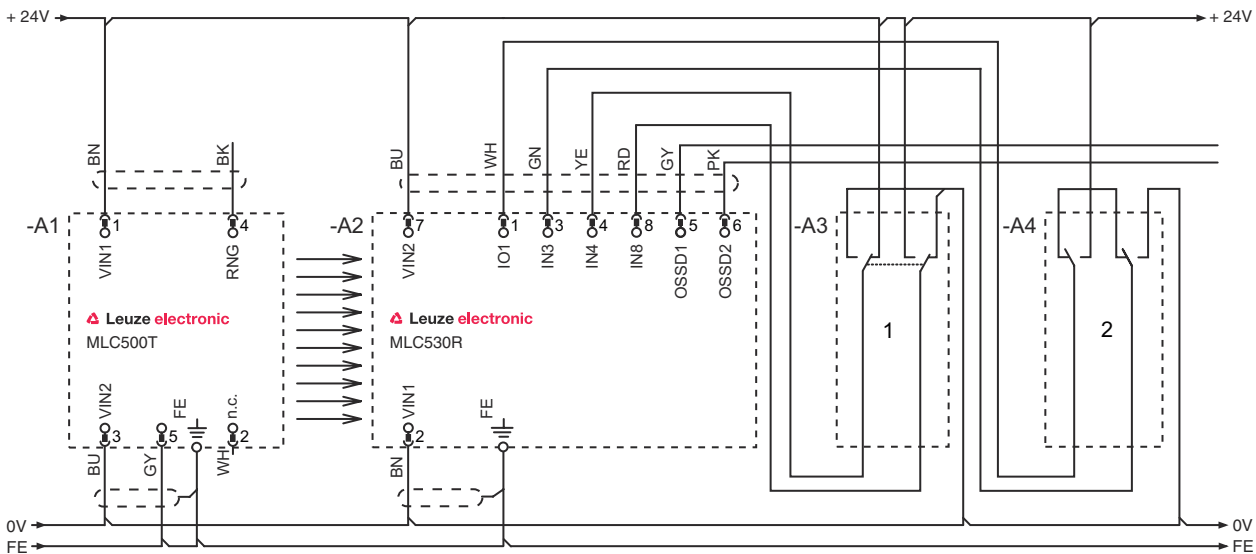 + 24V
+ 24V
BN
BK
BU
WH
GN
YE
RD
GY
PK
-A1
1
4
-A2
7
1
3
4
8
5
6
-A3
-A4
VIN1
RNG
VIN2
IO1
IN3
IN4
IN8
OSSD1
OSSD2
Leuze electronic
MLC500T
Leuze electronic
MLC530R
1
2
VIN2
FE
n.c.
VIN1
FE
3
5
2
2
BU
GY
WH
BN
0V
0V
FE
FE